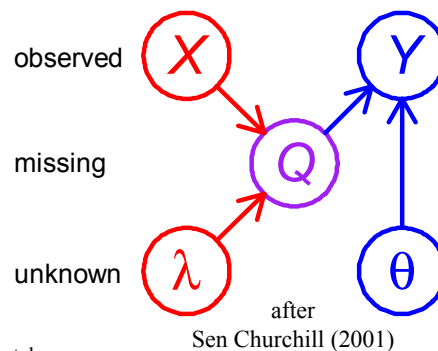 observed X Y
missing Q
unknown λ θ
after
Sen Churchill (2001)